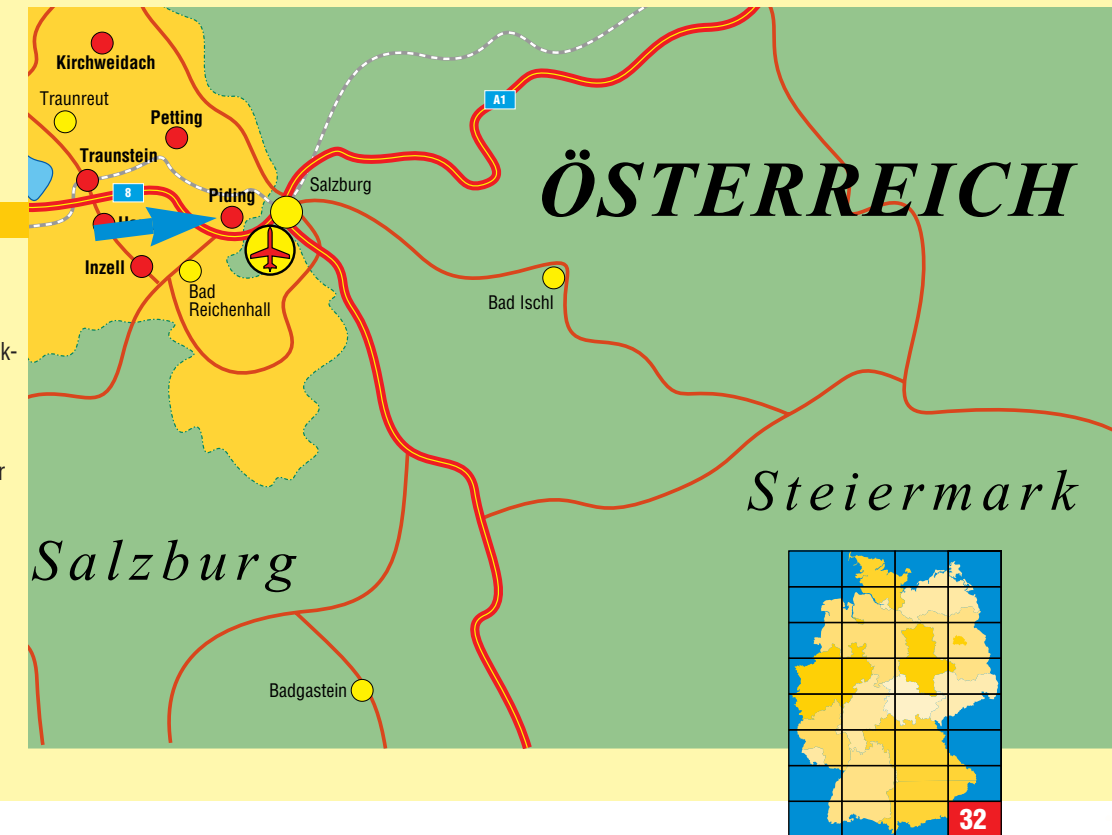 Kirchweidach
Traunreut
Petting
Traunstein
A1
8
Piding
Salzburg
ÖSTERREICH
Inzell
Bad
Reichenhall
Bad Ischl
k-
r
Steiermark
Salzburg
Badgastein
32